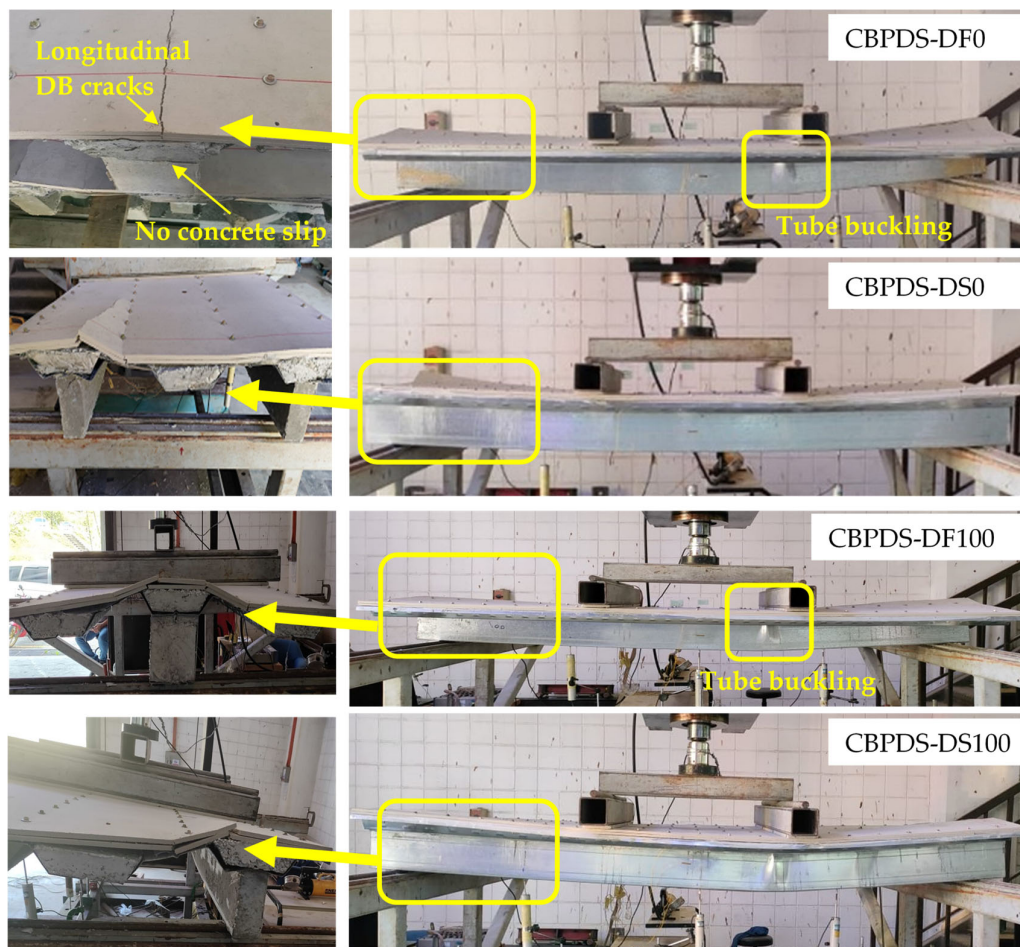 Longitudinal
DB cracks
No concrete slip
CBPDS-DF0
Tube buckling
CBPDS-DS0
CBPDS-DF100
Tube buckling
CBPDS-DS100